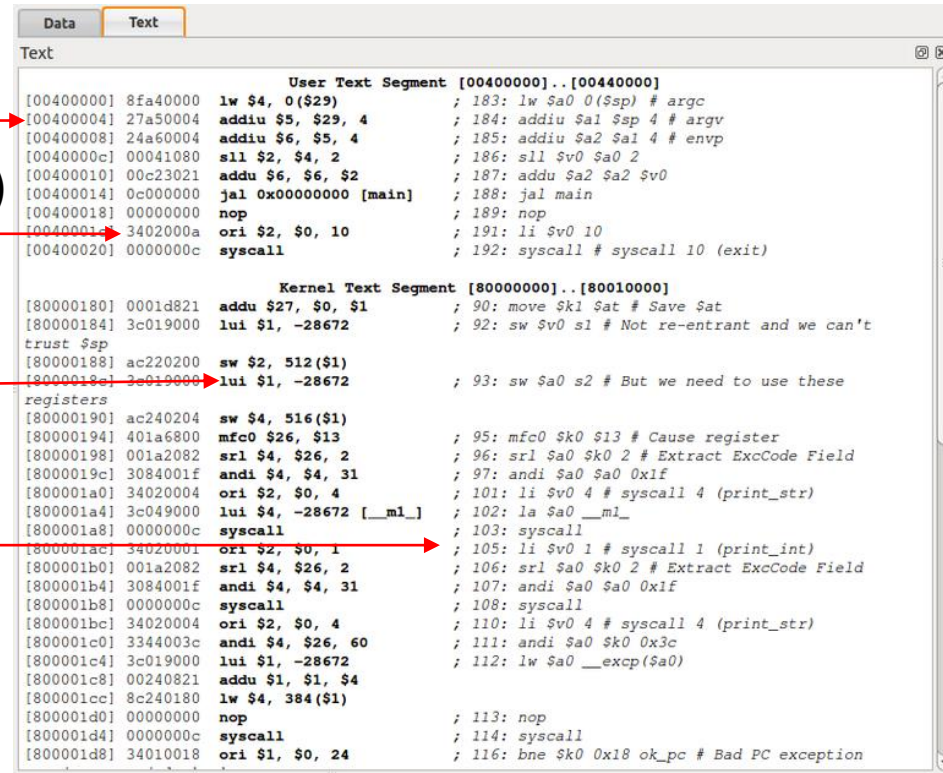 Data Text
Text
User Text Segment [00400000]..[00440000]
[00400000] 8fa40000 lw $4, 0($29) ; 183: lw $a0 0($sp) # argc
[00400004] 27a50004 addiu $5, $29, 4 ; 184: addiu $a1 $sp 4 # argv
[00400008] 24a60004 addiu $6, $5, 4 ; 185: addiu $a2 $a1 4 # envp
[0040000c] 00041080 sll $2, $4, 2 ; 186: sll $v0 $a0 2
[00400010] 00c23021 addu $6, $6, $2 ; 187: addu $a2 $a2 $v0
[00400014] 0c000000 jal 0x00000000 [main] ; 188: jal main
[00400018] 00000000 nop ; 189: nop
[0040001c] 3402000a ori $2, $0, 10 ; 191: li $v0 10
[00400020] 0000000c syscall ; 192: syscall # syscall 10 (exit)
Kernel Text Segment [80000000]..[80010000]
[80000180] 0001d821 addu $27, $0, $1 ; 90: move $k1 $at # Save $at
[80000184] 3c019000 lui $1, -28672 ; 92: sw $v0 s1 # Not re-entrant and we can't
trust $sp
[80000188] ac220200 sw $2, 512($1)
[8000018c] 3c019000 lui $1, -28672 ; 93: sw $a0 s2 # But we need to use these
registers
[80000190] ac240204 sw $4, 516($1)
[80000194] 401a6800 mfc0 $26, $13 ; 95: mfc0 $k0 $13 # Cause register
[80000198] 001a2082 srl $4, $26, 2 ; 96: srl $a0 $k0 2 # Extract ExcCode Field
[8000019c] 3084001f andi $4, $4, 31 ; 97: andi $a0 $a0 0x1f
[800001a0] 34020004 ori $2, $0, 4 ; 101: li $v0 4 # syscall 4 (print_str)
[800001a4] 3c049000 lui $4, -28672 [__m1_] ; 102: la $a0 __m1_
[800001a8] 0000000c syscall ; 103: syscall
[800001ac] 34020001 ori $2, $0, 1 ; 105: li $v0 1 # syscall 1 (print_int)
[800001b0] 001a2082 srl $4, $26, 2 ; 106: srl $a0 $k0 2 # Extract ExcCode Field
[800001b4] 3084001f andi $4, $4, 31 ; 107: andi $a0 $a0 0x1f
[800001b8] 0000000c syscall ; 108: syscall
[800001bc] 34020004 ori $2, $0, 4 ; 110: li $v0 4 # syscall 4 (print_str)
[800001c0] 3344003c andi $4, $26, 60 ; 111: andi $a0 $k0 0x3c
[800001c4] 3c019000 lui $1, -28672 ; 112: lw $a0 __excp($a0)
[800001c8] 00240821 addu $1, $1, $4
[800001cc] 8c240180 lw $4, 384($1)
[800001d0] 00000000 nop ; 113: nop
[800001d4] 0000000c syscall ; 114: syscall
[800001d8] 34010018 ori $1, $0, 24 ; 116: bne $k0 0x18 ok_pc # Bad PC exception